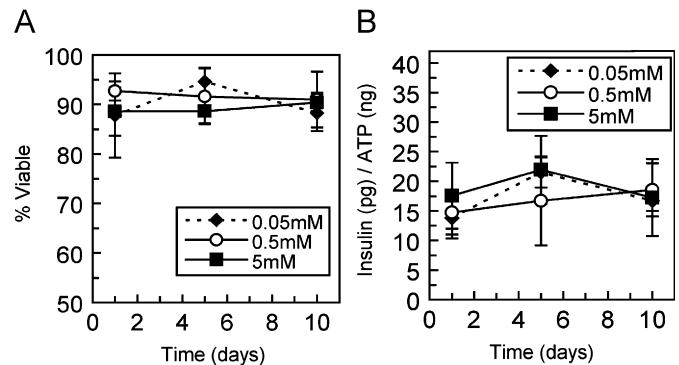 A
100
90
80
70
60
50
% Viable
0.05mM
0.5mM
5mM
0 2 4 6 8 10
Time (days)
B
40
35
30
25
20
15
10
5
0
Insulin (pg) / ATP (ng)
0.05mM
0.5mM
5mM
0 2 4 6 8 10
Time (days)